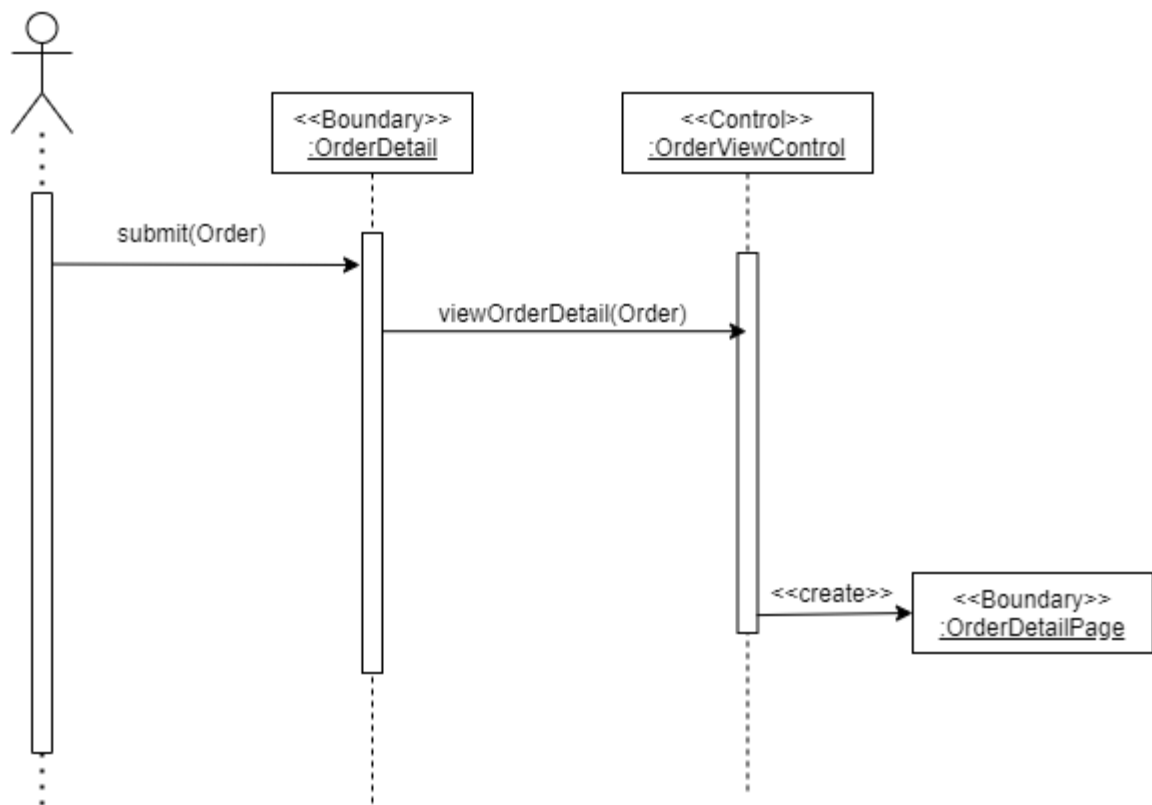 <<Boundary>>
:OrderDetail
<<Control>>
:OrderViewControl
submit(Order)
viewOrderDetail(Order)
<<create>>
<<Boundary>>
:OrderDetailPage